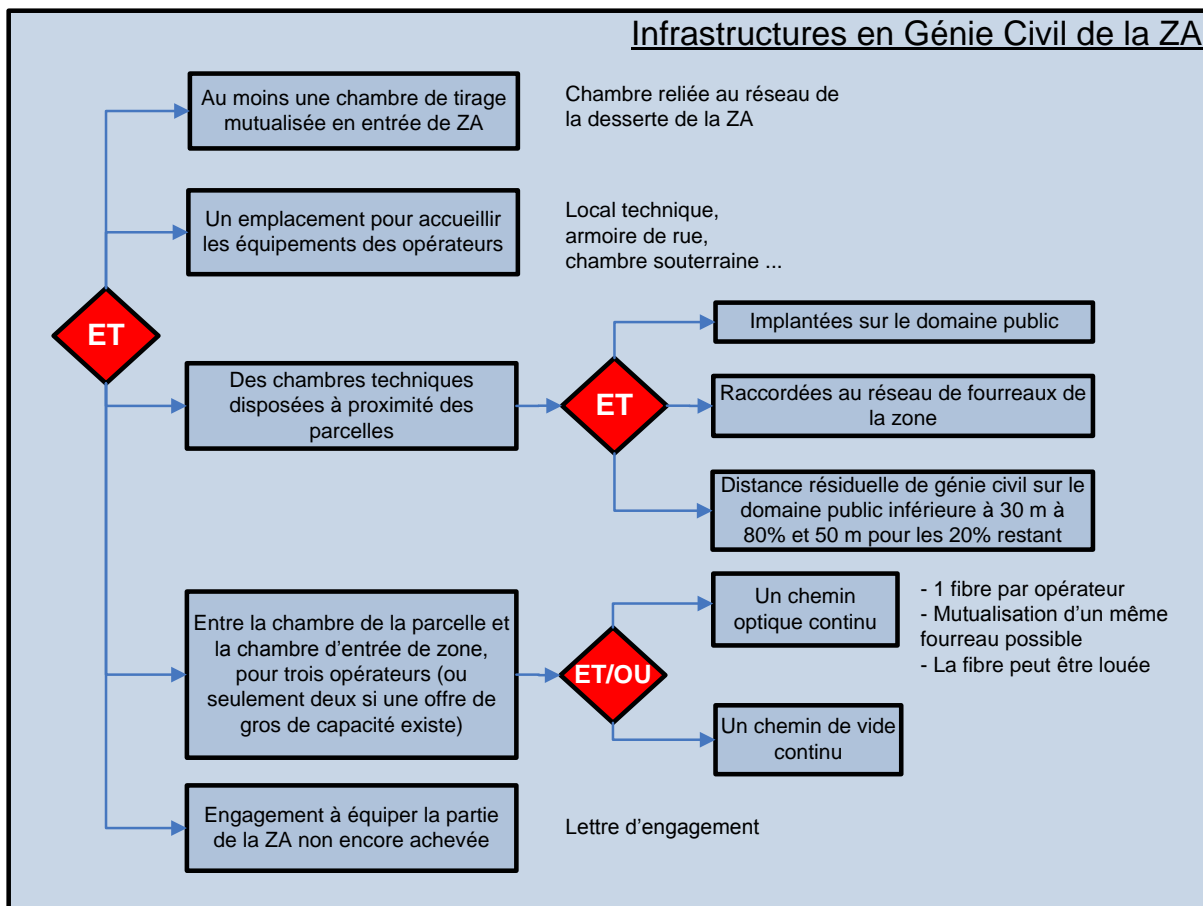 Infrastructures en Génie Civil de la ZA
Au moins une chambre de tirage
mutualisée en entrée de ZA
Chambre reliée au réseau de
la desserte de la ZA
Un emplacement pour accueillir
les équipements des opérateurs
Local technique,
armoire de rue,
chambre souterraine ...
ET
Des chambres techniques
disposées à proximité des
parcelles
ET
Implantées sur le domaine public
Raccordées au réseau de fourreaux de
la zone
Distance résiduelle de génie civil sur le
domaine public inférieure à 30 m à
80% et 50 m pour les 20% restant
Entre la chambre de la parcelle et
la chambre d’entrée de zone,
pour trois opérateurs (ou
seulement deux si une offre de
gros de capacité existe)
ET/OU
Un chemin
optique continu
- 1 fibre par opérateur
- Mutualisation d’un même
fourreau possible
- La fibre peut être louée
Un chemin de vide
continu
Engagement à équiper la partie
de la ZA non encore achevée
Lettre d’engagement